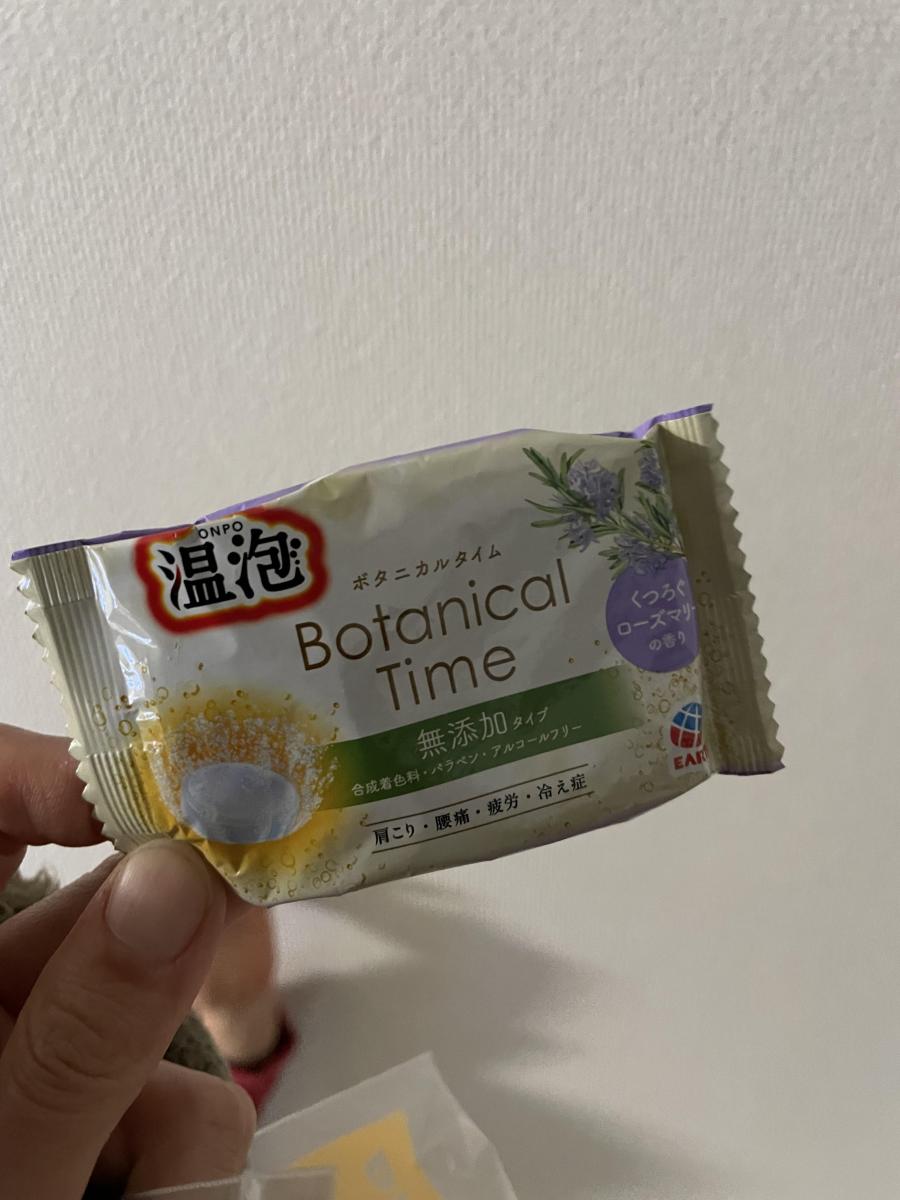 ONPO
温泡
ボタニカルタイム
Botanical
Time
くつろぐ
ローズマリー
の香り
無添加タイプ
合成着色料・パラベン・アルコールフリー
肩こり・腰痛・疲労・冷え症
EARTH